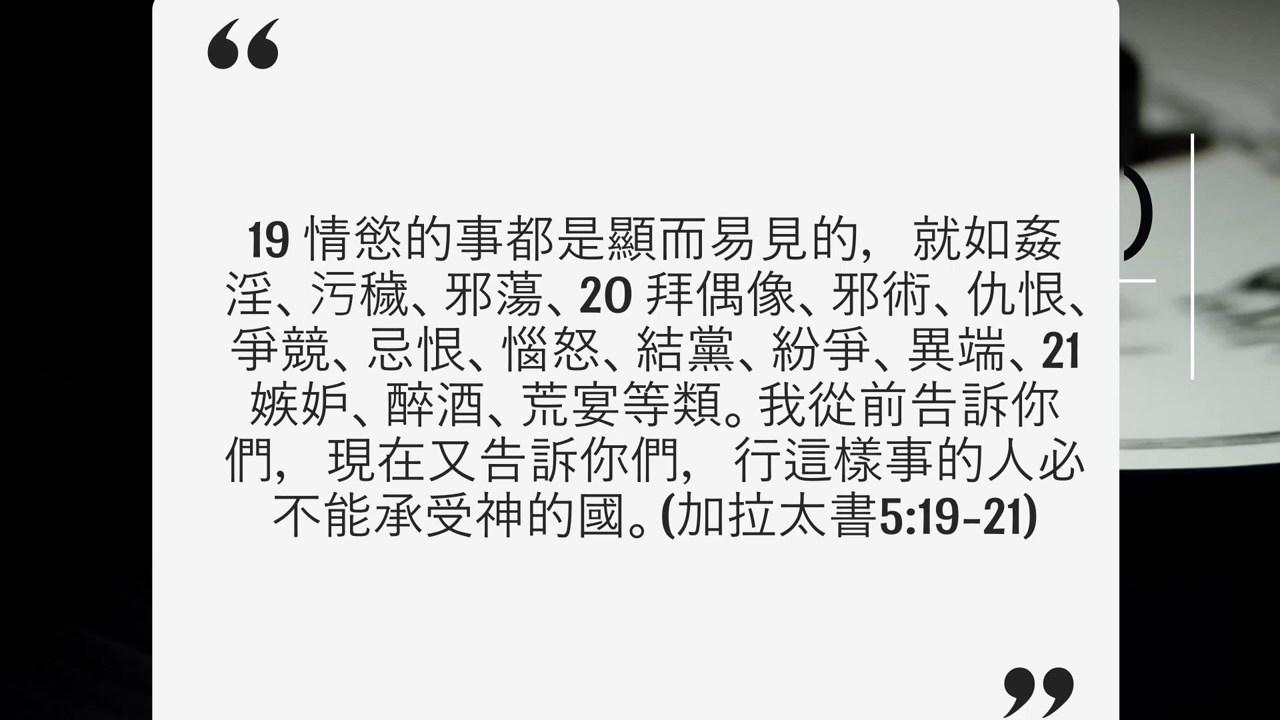 “
19 情慾的事都是顯而易見的，就如姦
淫、污穢、邪蕩、20 拜偶像、邪術、仇恨、
爭競、忌恨、惱怒、結黨、紛爭、異端、21
嫉妒、醉酒、荒宴等類。我從前告訴你
們，現在又告訴你們，行這樣事的人必
不能承受神的國。(加拉太書5:19-21)
”